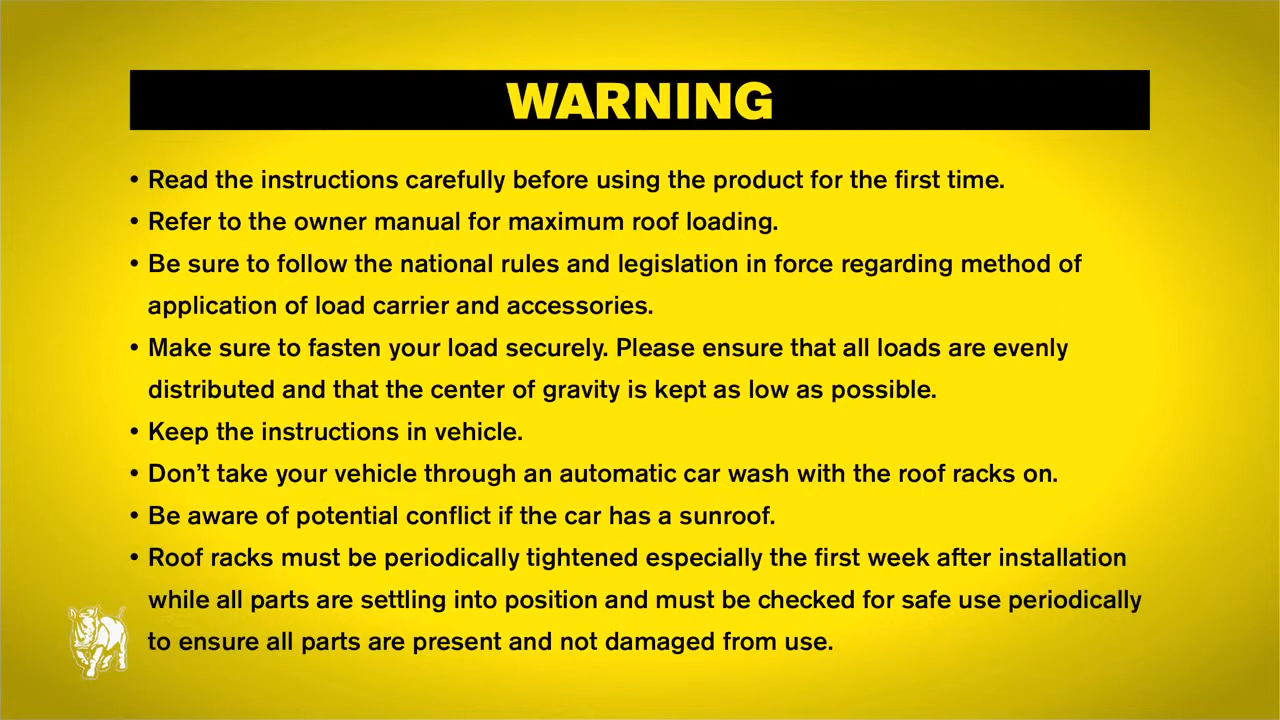 WARNING
• Read the instructions carefully before using the product for the first time.
• Refer to the owner manual for maximum roof loading.
• Be sure to follow the national rules and legislation in force regarding method of
application of load carrier and accessories.
• Make sure to fasten your load securely. Please ensure that all loads are evenly
distributed and that the center of gravity is kept as low as possible.
• Keep the instructions in vehicle.
• Don’t take your vehicle through an automatic car wash with the roof racks on.
• Be aware of potential conflict if the car has a sunroof.
• Roof racks must be periodically tightened especially the first week after installation
while all parts are settling into position and must be checked for safe use periodically
to ensure all parts are present and not damaged from use.